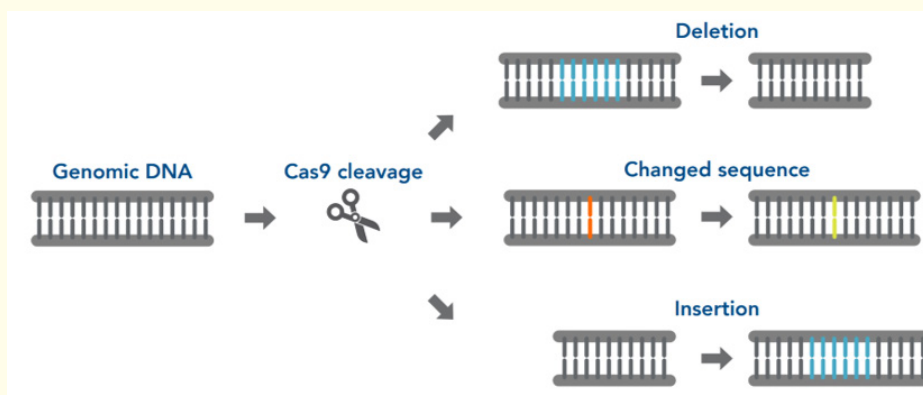 Deletion
Genomic DNA
Cas9 cleavage
Changed sequence
Insertion